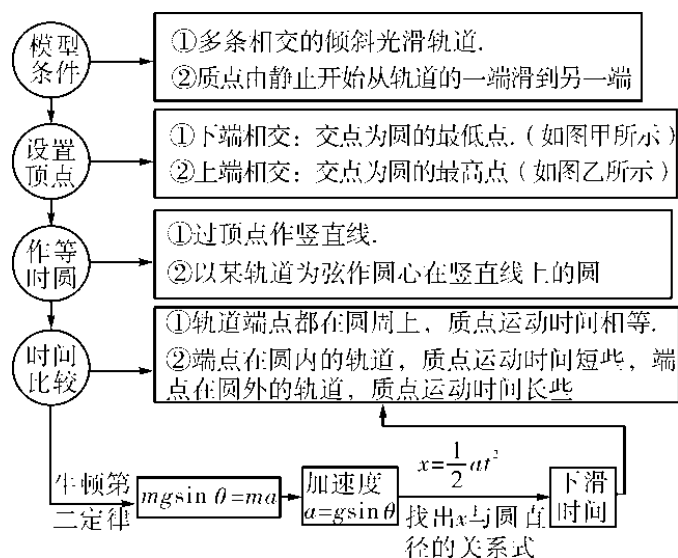 模型
条件
①多条相交的倾斜光滑轨道.
②质点由静止开始从轨道的一端滑到另一端
设置
顶点
①下端相交：交点为圆的最低点.（如图甲所示）
②上端相交：交点为圆的最高点（如图乙所示）
作等
时圆
①过顶点作竖直线.
②以某轨道为弦作圆心在竖直线上的圆
时间
比较
①轨道端点都在圆周上，质点运动时间相等.
②端点在圆内的轨道，质点运动时间短些，端
点在圆外的轨道，质点运动时间长些
牛顿第
二定律
mgsin θ=ma
加速度
a=gsinθ
x=\frac{1}{2}at²
找出x与圆直
径的关系式
下滑
时间